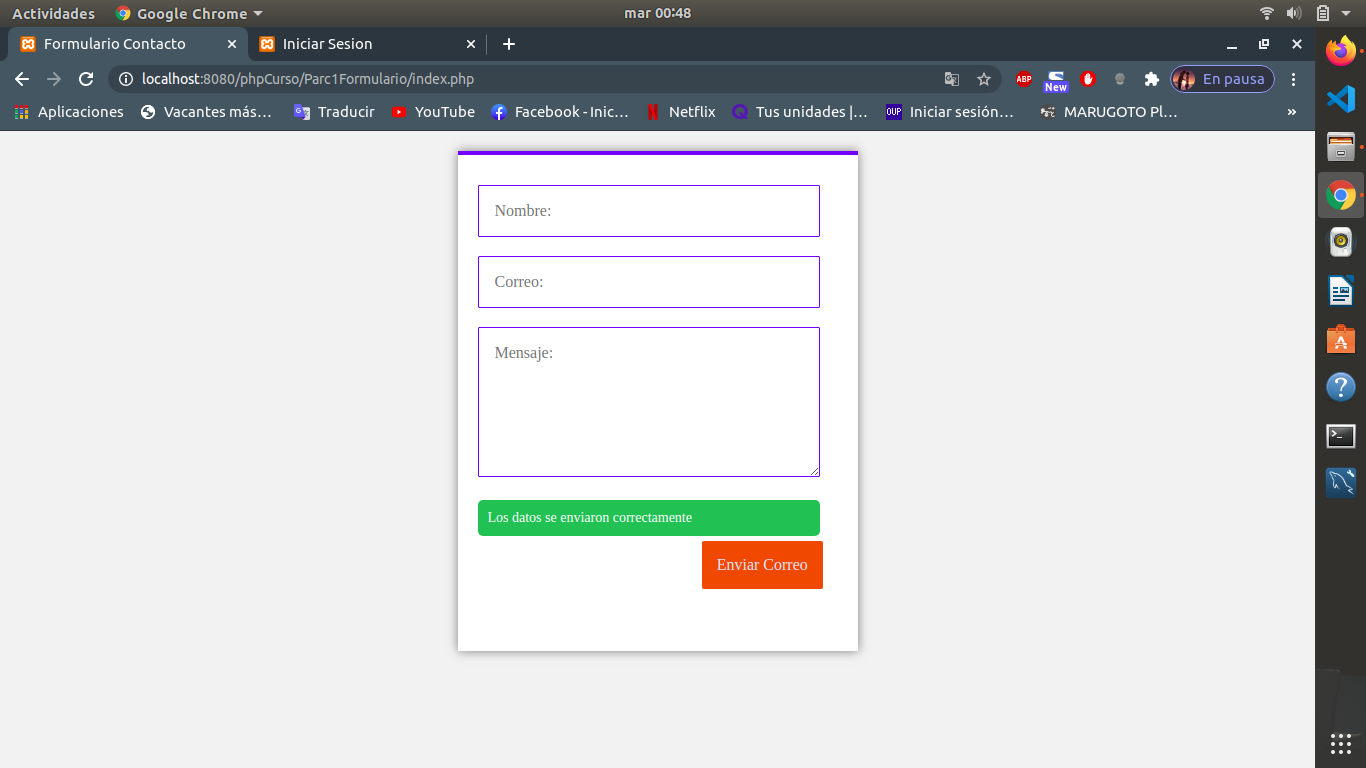 Actividades
Google Chrome
mar 00:48
Formulario Contacto
Iniciar Sesion
localhost:8080/phpCurso/Parc1Formulario/index.php
ABP
New
En pausa
Aplicaciones
Vacantes más…
Traducir
YouTube
Facebook - Inic…
Netflix
Tus unidades |…
OUP
Iniciar sesión…
MARUGOTO Pl…
»
Nombre:
Correo:
Mensaje:
Los datos se enviaron correctamente
Enviar Correo